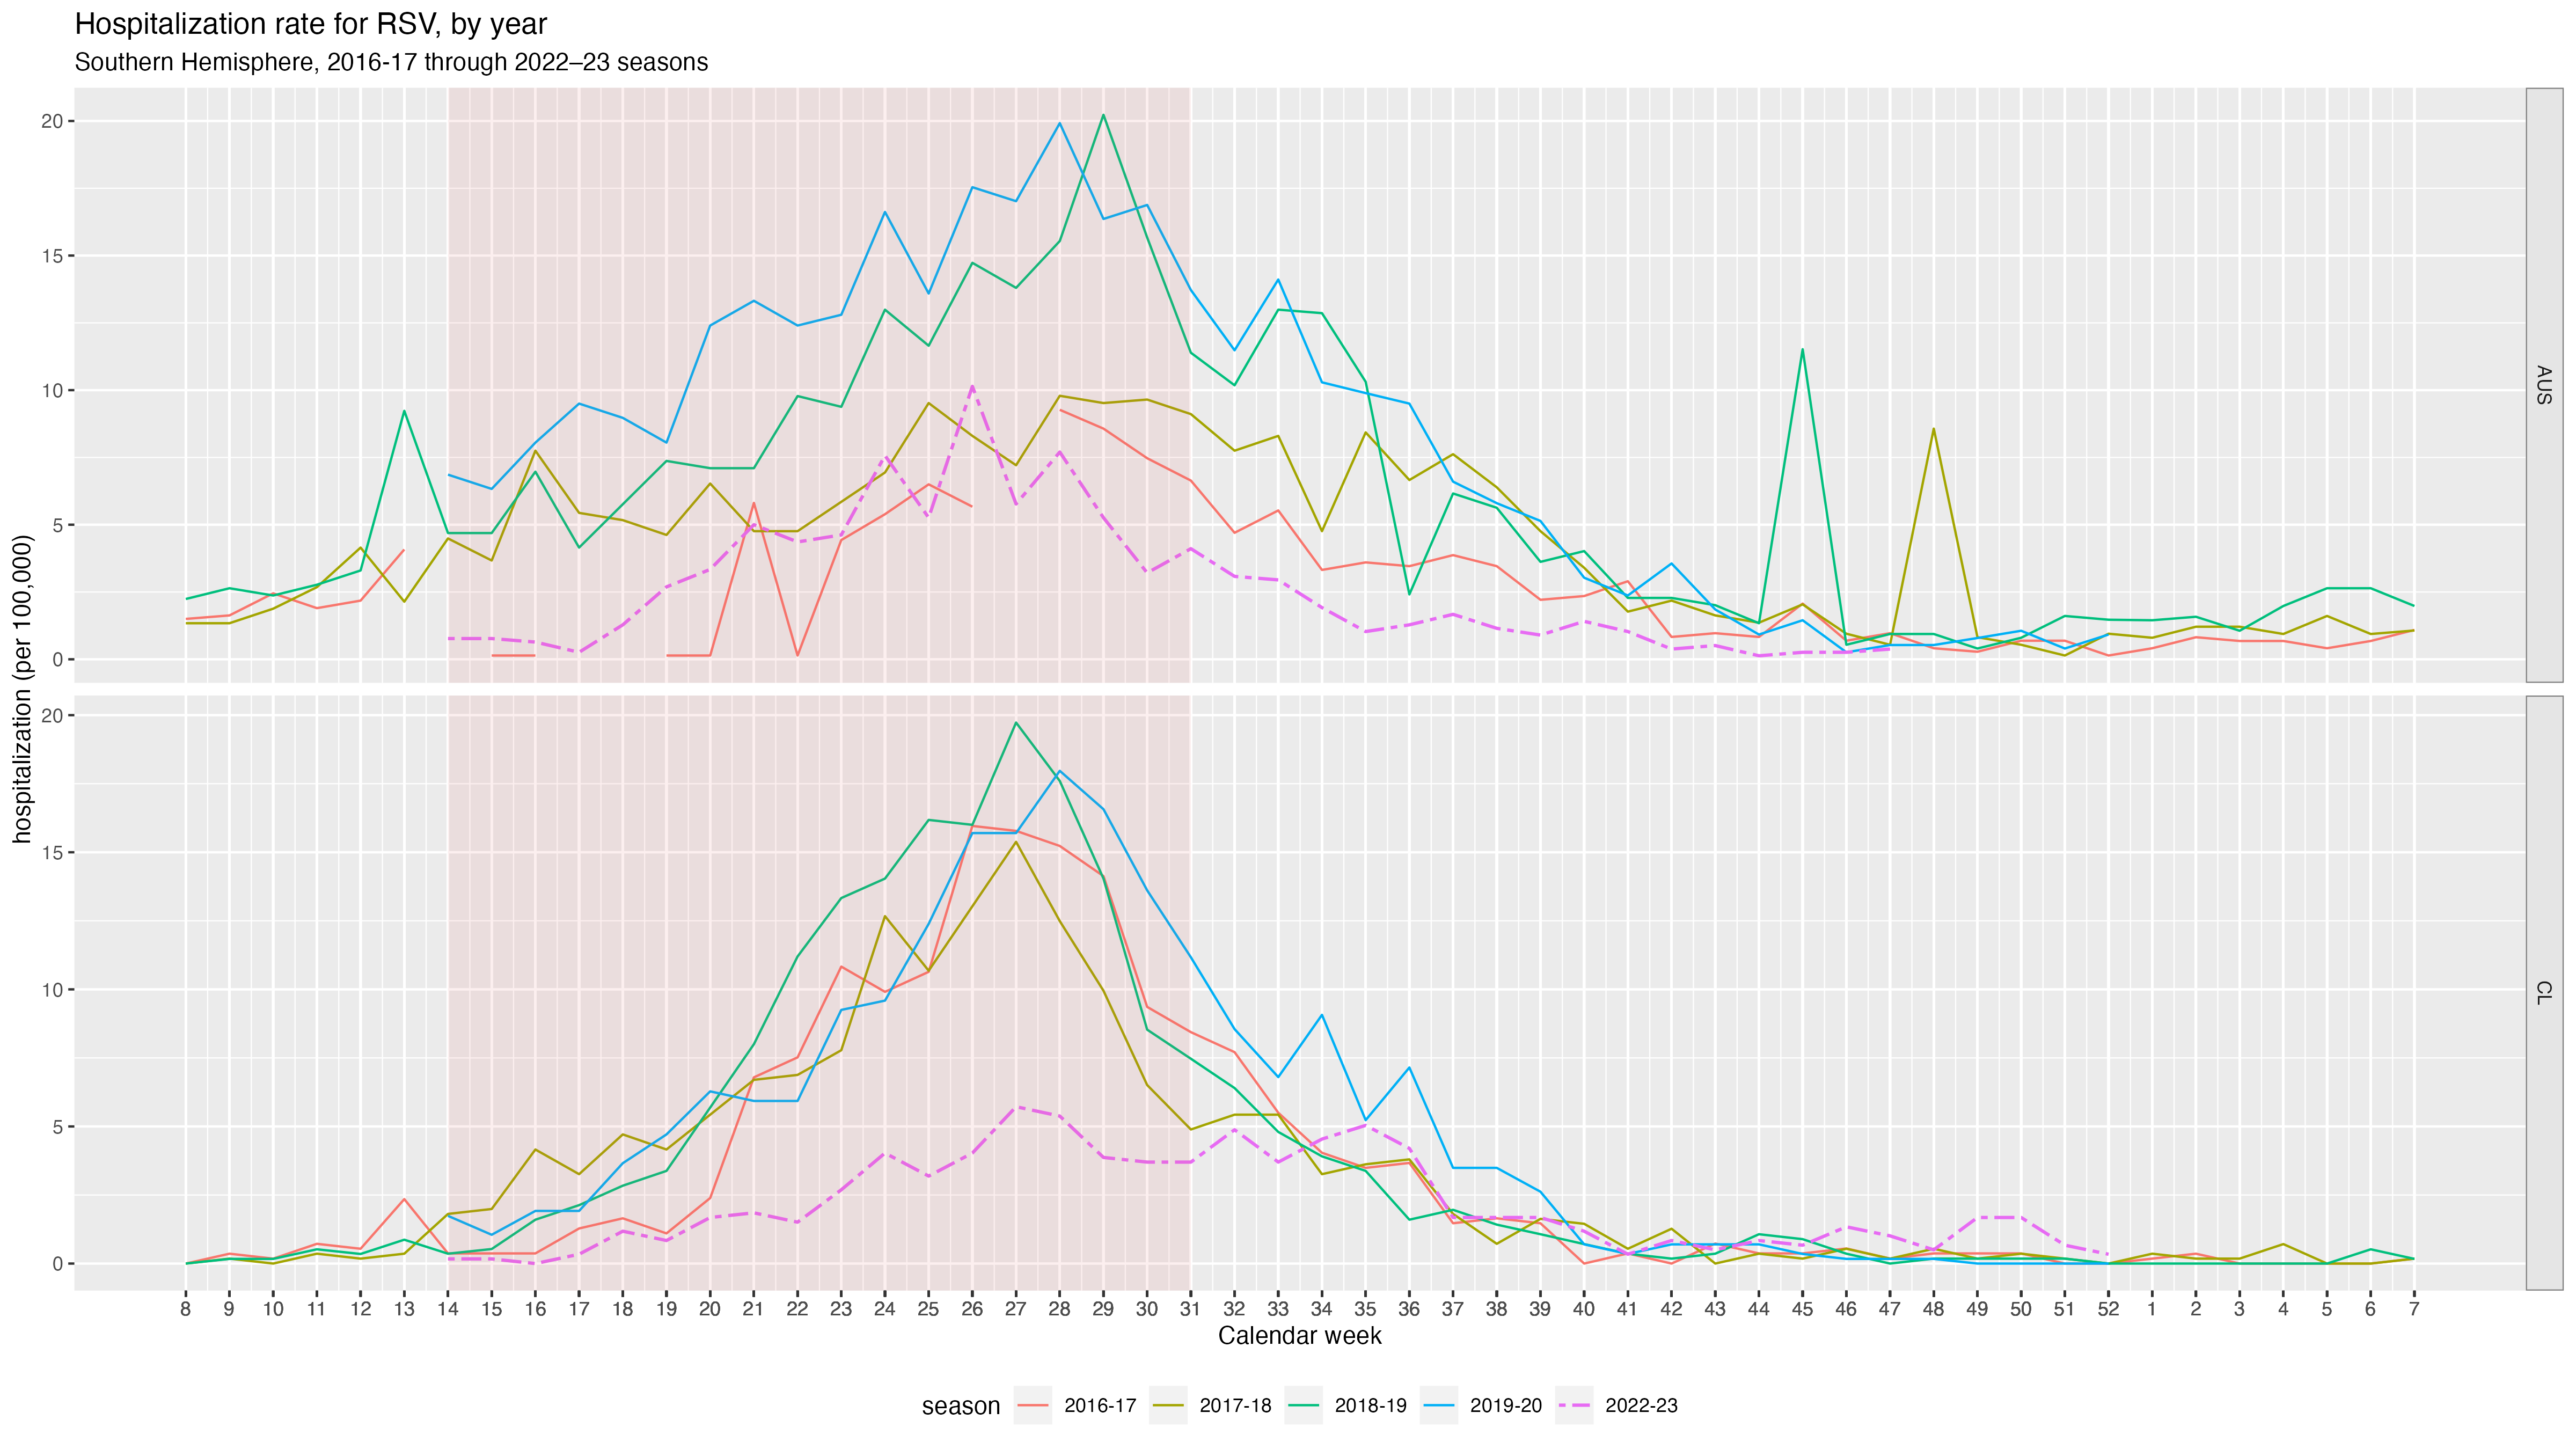 Hospitalization rate for RSV, by year
Southern Hemisphere, 2016-17 through 2022–23 seasons
hospitalization (per 100,000)
20
15
10
5
0
AUS
20
15
10
5
0
CL
8 9 10 11 12 13 14 15 16 17 18 19 20 21 22 23 24 25 26 27 28 29 30 31 32 33 34 35 36 37 38 39 40 41 42 43 44 45 46 47 48 49 50 51 52 1 2 3 4 5 6 7
Calendar week
season 2016-17 2017-18 2018-19 2019-20 2022-23